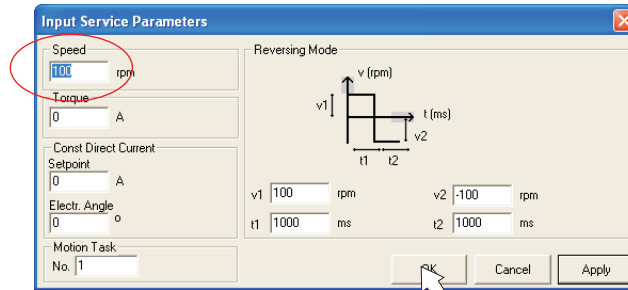 Input Service Parameters
Speed
100 rpm
Torque
0 A
Const Direct Current
Setpoint
0 A
Electr. Angle
0 °
Motion Task
No. 1
Reversing Mode
v (rpm)
v1
t (ms)
v2
t1 t2
v1 100 rpm v2 -100 rpm
t1 1000 ms t2 1000 ms
OK Cancel Apply